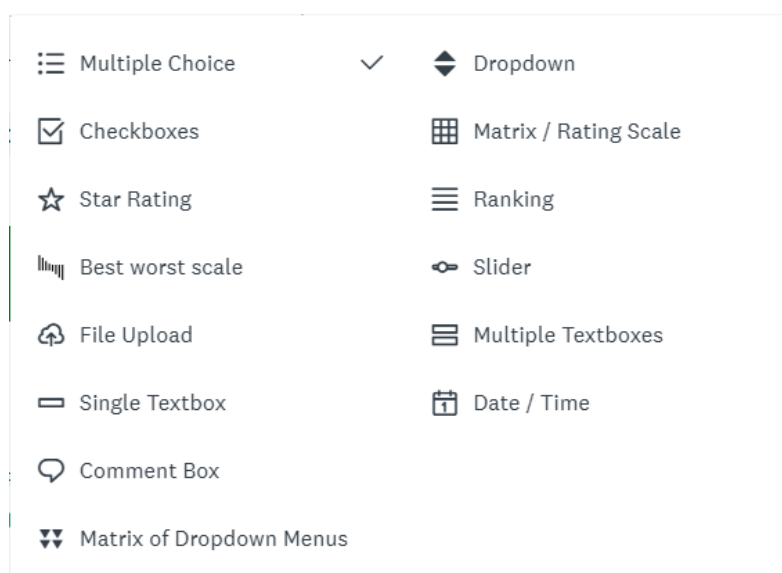 Multiple Choice
Checkboxes
Star Rating
Best worst scale
File Upload
Single Textbox
Comment Box
Matrix of Dropdown Menus
Dropdown
Matrix / Rating Scale
Ranking
Slider
Multiple Textboxes
1
Date / Time